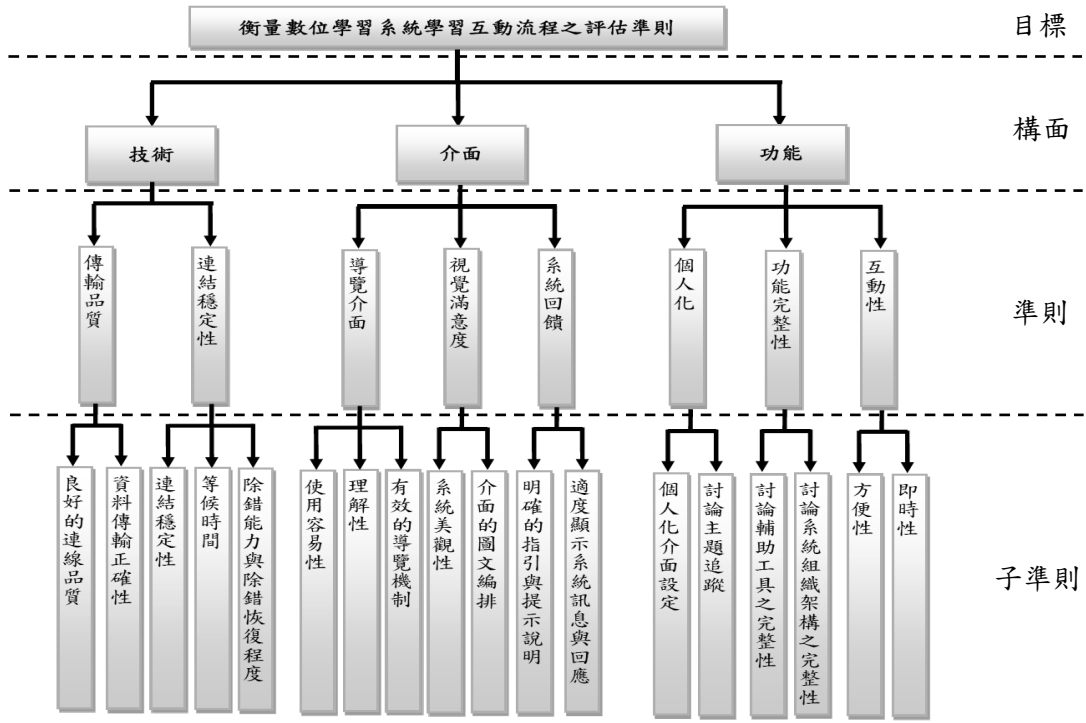 衡量數位學習系統學習互動流程之評估準則
目標
構面
技術
介面
功能
準則
傳輸品質
連結穩定性
導覽介面
視覺滿意度
系統回饋
個人化
功能完整性
互動性
子準則
良好的連線品質
資料傳輸正確性
連結穩定性
等候時間
除錯能力與除錯恢復程度
使用容易性
理解性
有效的導覽機制
系統美觀性
介面的圖文編排
明確的指引與提示說明
適度顯示系統訊息與回應
個人化介面設定
討論主題追蹤
討論輔助工具之完整性
討論系統組織架構之完整性
方便性
即時性